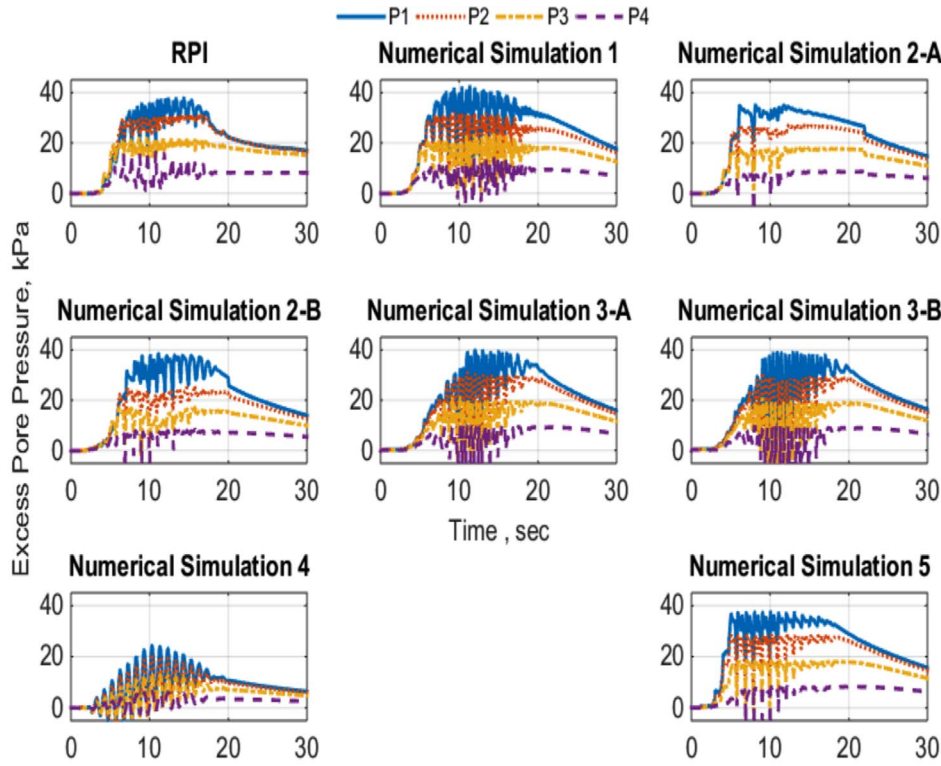 P1 P2 P3 P4
RPI Numerical Simulation 1 Numerical Simulation 2-A
40 40 40
20 20 20
0 0 0
0 10 20 30 0 10 20 30 0 10 20 30
Excess Pore Pressure, kPa
Numerical Simulation 2-B Numerical Simulation 3-A Numerical Simulation 3-B
40 40 40
20 20 20
0 0 0
0 10 20 30 0 10 20 30 0 10 20 30
Time , sec
Numerical Simulation 4 Numerical Simulation 5
40 40
20 20
0 0
0 10 20 30 0 10 20 30